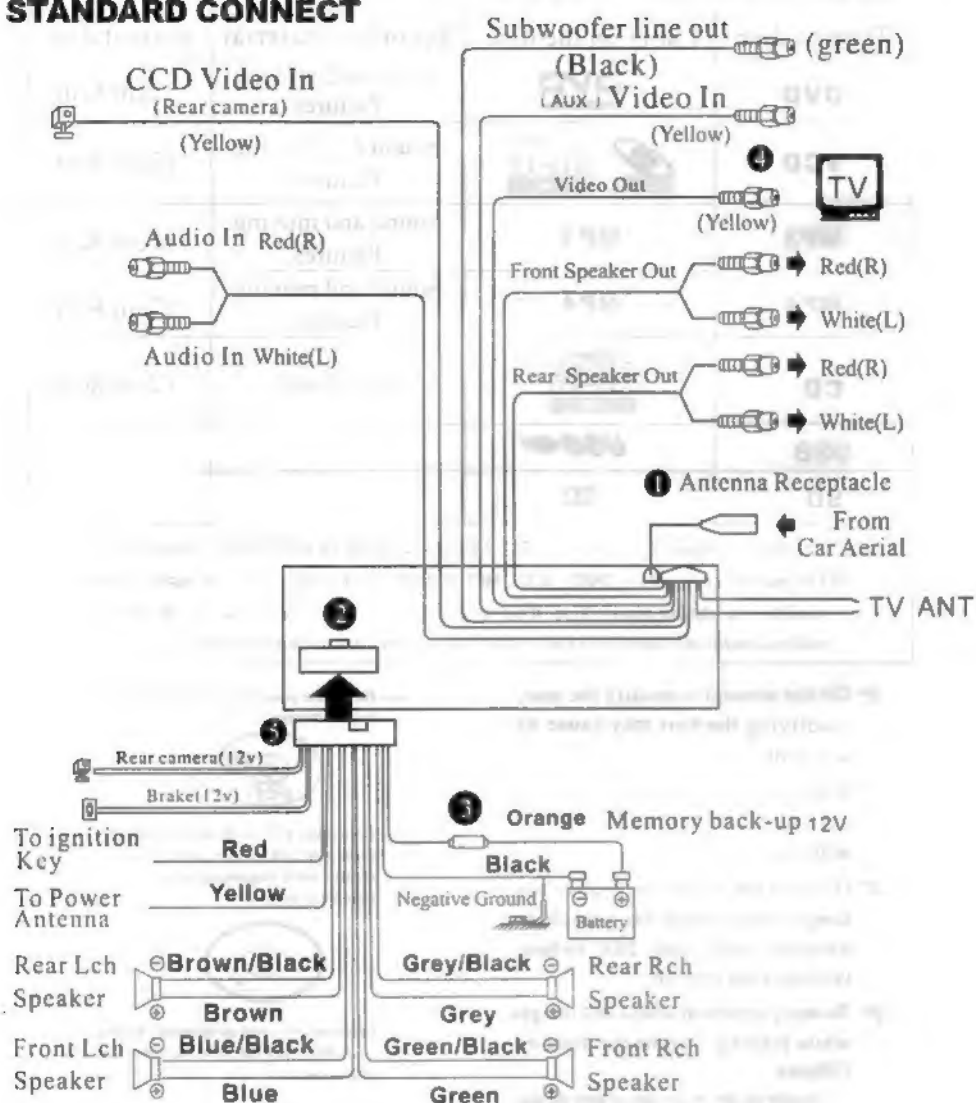 STANDARD CONNECT
Subwoofer line out
(green)
(Black)
CCD Video In
(Rear camera)
(Yellow)
(AUX) Video In
(Yellow)
4
TV
Video Out
(Yellow)
Audio In Red(R)
Front Speaker Out
Red(R)
White(L)
Audio In White(L)
Rear Speaker Out
Red(R)
White(L)
1 Antenna Receptacle
From
Car Aerial
TV ANT
2
Rear camera(12v)
Braket(12v)
Orange Memory back-up 12V
To ignition
Key
Red
Black
To Power
Antenna
Yellow
Negative Ground
Battery
Rear Lch
Speaker
Brown/Black
Brown
Grey/Black
Grey
Rear Rch
Speaker
Front Lch
Speaker
Blue/Black
Blue
Green/Black
Green
Front Rch
Speaker